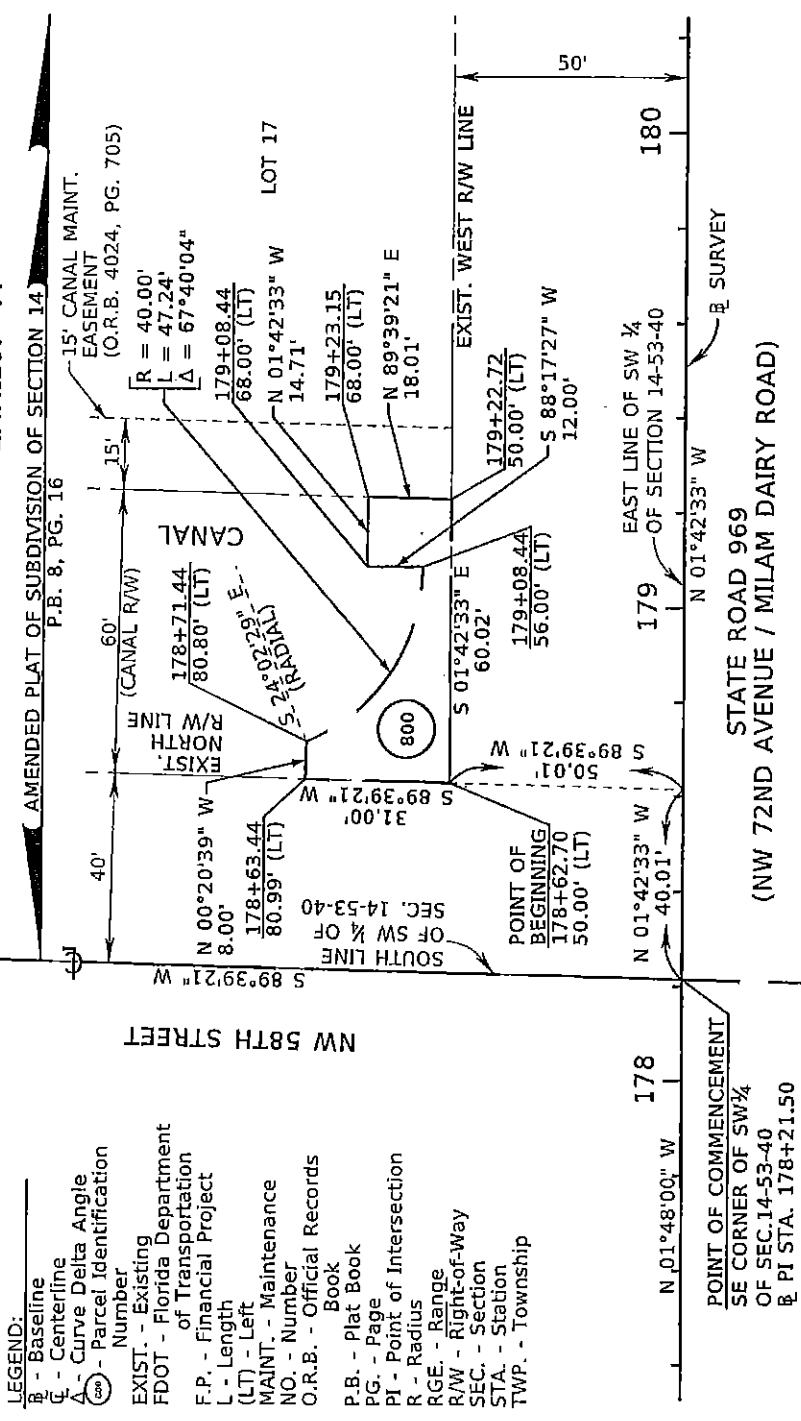 AMENDED PLAT OF SUBDIVISION OF SECTION 14
P.B. 8, PG. 16
15' CANAL MAINT.
EASEMENT
(O.R.B. 4024, PG. 705)
40'
60'
(CANAL R/W)
15'
R = 40.00'
L = 47.24'
Δ = 67°40'04"
EXIST.
NORTH
R/W LINE
178+71.44
80.80' (LT)
CANAL
S 24°02'29" E
(RADIAL)
179+08.44
68.00' (LT)
N 01°42'33" W
14.71'
LOT 17
179+23.15
68.00' (LT)
N 89°39'21" E
18.01'
N 00°20'39" W
8.00'
178+63.44
80.99' (LT)
S 89°39'21" W
31.00'
800
S 01°42'33" E
60.02'
EXIST. WEST R/W LINE
50'
179+22.72
50.00' (LT)
S 88°17'27" W
12.00'
179+08.44
56.00' (LT)
S 89°39'21" W
50.01'
POINT OF
BEGINNING
178+62.70
50.00' (LT)
SOUTH LINE
OF SW ¼ OF
SEC. 14-53-40
S 89°39'21" W
NW 58TH STREET
N 01°42'33" W
40.01'
EAST LINE OF SW ¼
OF SECTION 14-53-40
178
179
180
N 01°48'00" W
N 01°42'33" W
B SURVEY
POINT OF COMMENCEMENT
SE CORNER OF SW¼
OF SEC.14-53-40
B PI STA. 178+21.50
STATE ROAD 969
(NW 72ND AVENUE / MILAM DAIRY ROAD)
LEGEND:
B - Baseline
C - Centerline
Δ - Curve Delta Angle
000 - Parcel Identification
Number
EXIST. - Existing
FDOT - Florida Department
of Transportation
F.P. - Financial Project
L - Length
(LT) - Left
MAINT. - Maintenance
NO. - Number
O.R.B. - Official Records
Book
P.B. - Plat Book
PG. - Page
PI - Point of Intersection
R - Radius
RGE. - Range
R/W - Right-of-Way
SEC. - Section
STA. - Station
TWP. - Township